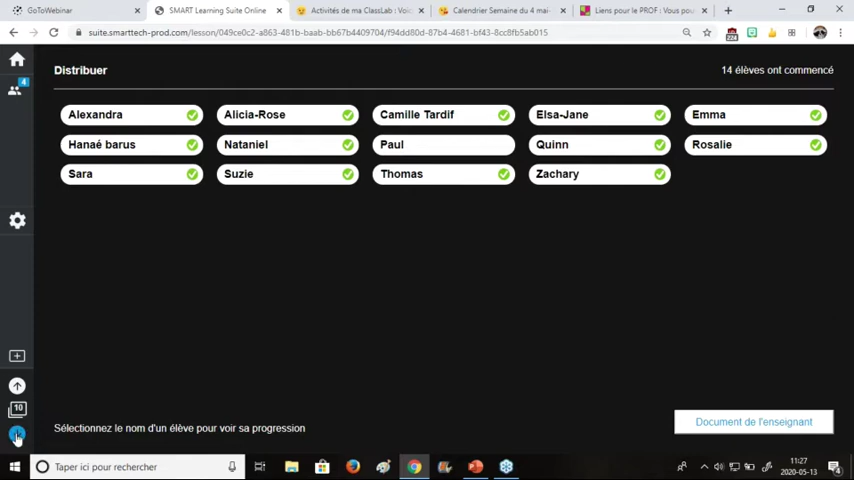 GoToWebinar
SMART Learning Suite Online
Activités de ma ClassLab : Voic
Calendrier Semaine du 4 mai-
Liens pour le PROF : Vous pou
suite.smarttech-prod.com/lesson/049ce0c2-a863-481b-baab-bb67b4409704/f94dd80d-87b4-4681-bf43-8cc8fb5ab015
224
Distribuer
14 élèves ont commencé
4
Alexandra
Alicia-Rose
Camille Tardif
Elsa-Jane
Emma
Hanaé barus
Nataniel
Paul
Quinn
Rosalie
Sara
Suzie
Thomas
Zachary
10
Sélectionnez le nom d'un élève pour voir sa progression
Document de l'enseignant
Taper ici pour rechercher
11:27
2020-05-13
4